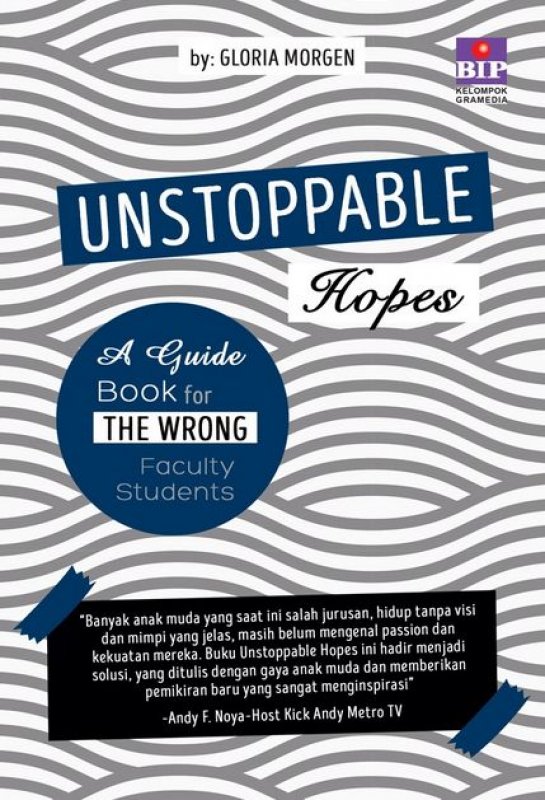 by: GLORIA MORGEN
BIP
KELOMPOK
GRAMEDIA
UNSTOPPABLE
Hopes
A Guide
Book for
THE WRONG
Faculty
Students
"Banyak anak muda yang saat ini salah jurusan, hidup tanpa visi
dan mimpi yang jelas, masih belum mengenal passion dan
kekuatan mereka. Buku Unstoppable Hopes ini hadir menjadi
solusi, yang ditulis dengan gaya anak muda dan memberikan
pemikiran baru yang sangat menginspirasi"
-Andy F. Noya-Host Kick Andy Metro TV